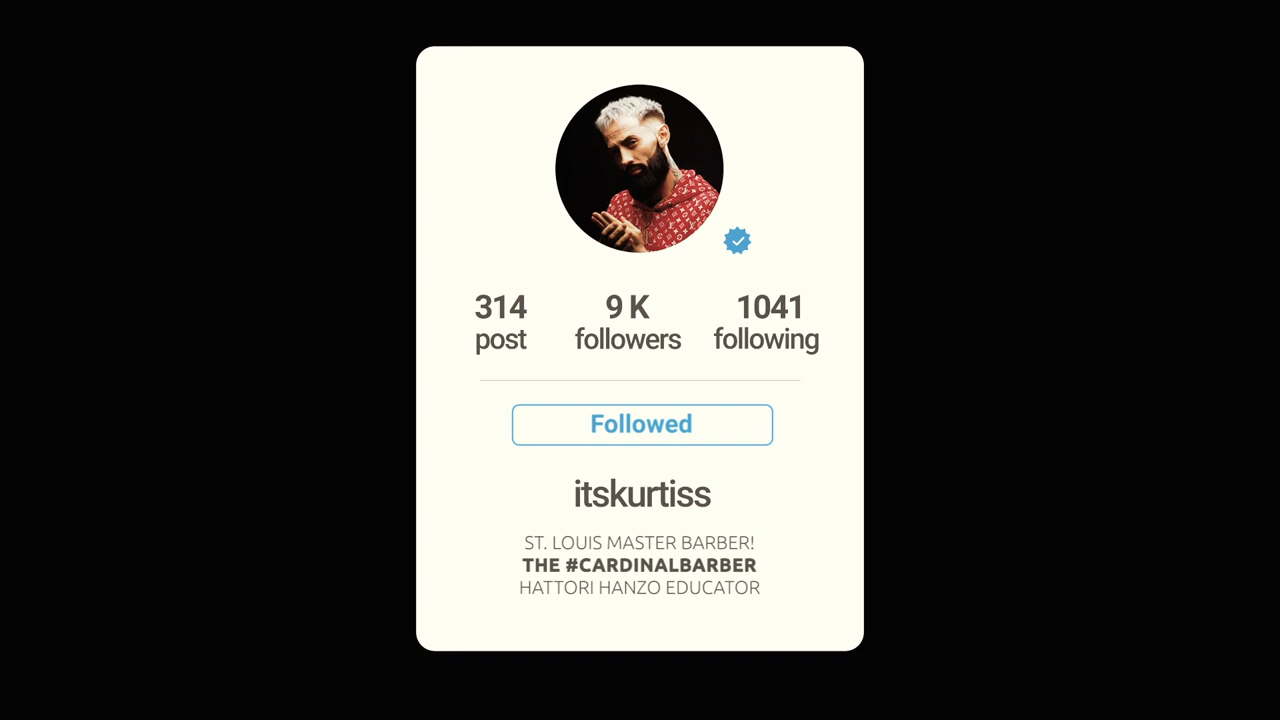 314 9 K 1041
post followers following
Followed
itskurtiss
ST. LOUIS MASTER BARBER!
THE #CARDINALBARBER
HATTORI HANZO EDUCATOR